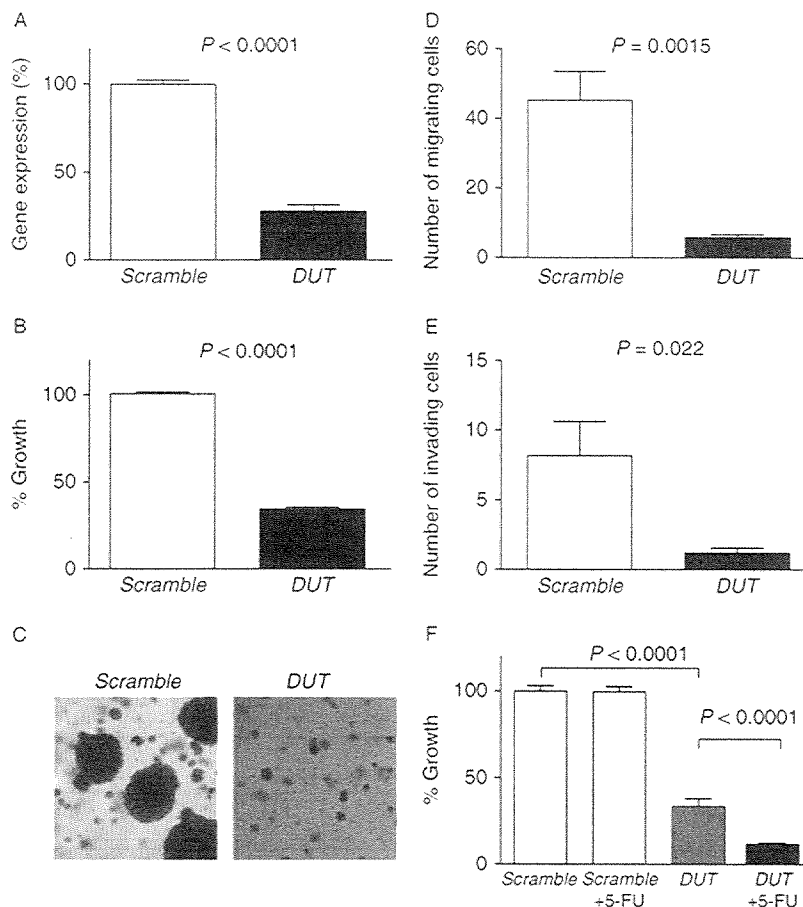 A
P < 0.0001
Gene expression (%)
100
50
0
Scramble
DUT
B
P < 0.0001
% Growth
100
50
0
Scramble
DUT
C
Scramble
DUT
D
P = 0.0015
Number of migrating cells
60
40
20
0
Scramble
DUT
E
P = 0.022
Number of invading cells
15
10
5
0
Scramble
DUT
F
P < 0.0001
P < 0.0001
% Growth
100
50
0
Scramble
Scramble
+5-FU
DUT
DUT
+5-FU